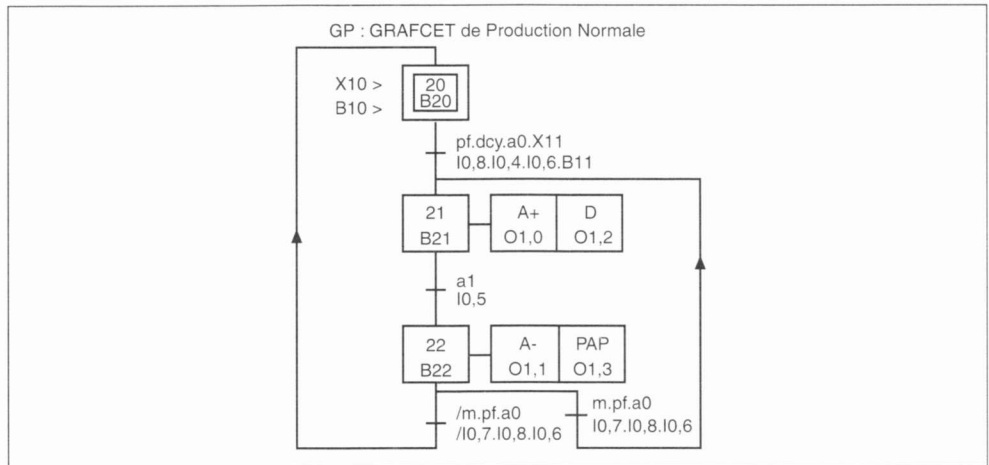 GP : GRAFCET de Production Normale
X10 >
B10 >
20
B20
pf.dcy.a0.X11
I0,8.I0,4.I0,6.B11
21
B21
A+
O1,0
D
O1,2
a1
I0,5
22
B22
A-
O1,1
PAP
O1,3
/m.pf.a0
/I0,7.I0,8.I0,6
m.pf.a0
I0,7.I0,8.I0,6